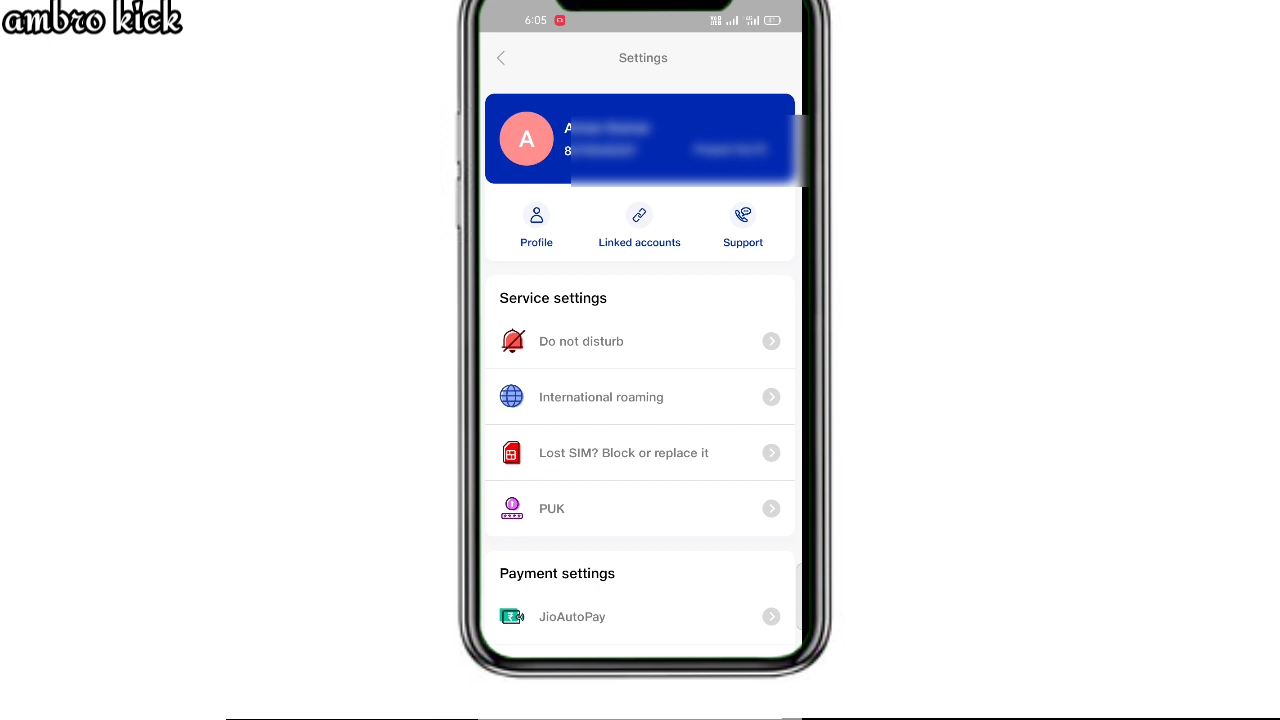 ambro kick
6:05
Settings
A
Profile
Linked accounts
Support
Service settings
Do not disturb
International roaming
Lost SIM? Block or replace it
PUK
Payment settings
JioAutoPay